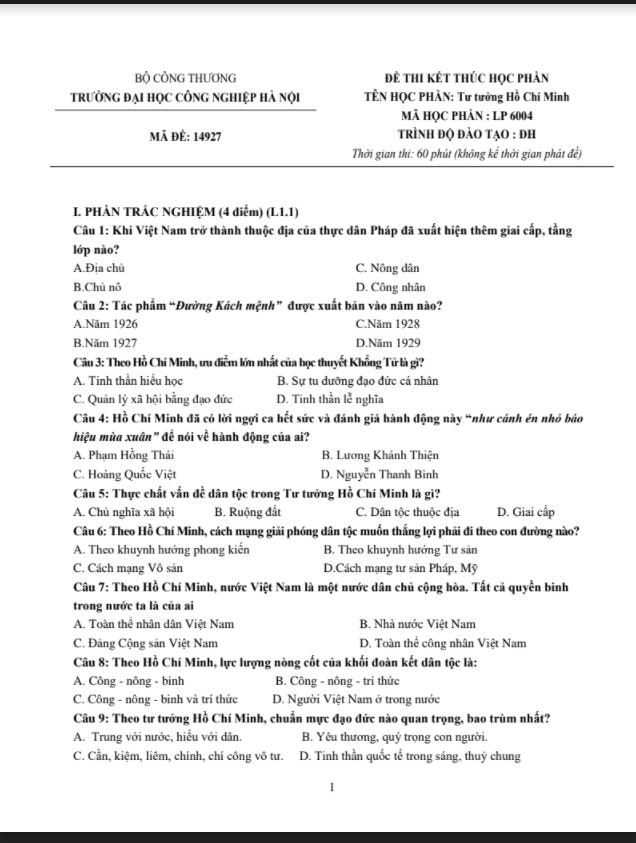 BỘ CÔNG THƯƠNG
TRƯỜNG ĐẠI HỌC CÔNG NGHIỆP HÀ NỘI
MÃ ĐỀ: 14927
ĐỀ THI KẾT THÚC HỌC PHẦN
TÊN HỌC PHẦN: Tư tưởng Hồ Chí Minh
MÃ HỌC PHẦN : LP 6004
TRÌNH ĐỘ ĐÀO TẠO : ĐH
Thời gian thi: 60 phút (không kể thời gian phát đề)
I. PHẦN TRẮC NGHIỆM (4 điểm) (L1.1)
Câu 1: Khi Việt Nam trở thành thuộc địa của thực dân Pháp đã xuất hiện thêm giai cấp, tầng
lớp nào?
A.Địa chủ C. Nông dân
B.Chủ nô D. Công nhân
Câu 2: Tác phẩm “Đường Kách mệnh” được xuất bản vào năm nào?
A.Năm 1926 C.Năm 1928
B.Năm 1927 D.Năm 1929
Câu 3: Theo Hồ Chí Minh, ưu điểm lớn nhất của học thuyết Khổng Tử là gì?
A. Tinh thần hiếu học B. Sự tu dưỡng đạo đức cá nhân
C. Quản lý xã hội bằng đạo đức D. Tinh thần lễ nghĩa
Câu 4: Hồ Chí Minh đã có lời ngợi ca hết sức và đánh giá hành động này “như cánh én nhỏ báo
hiệu mùa xuân” để nói về hành động của ai?
A. Phạm Hồng Thái B. Lương Khánh Thiện
C. Hoàng Quốc Việt D. Nguyễn Thanh Bình
Câu 5: Thực chất vấn đề dân tộc trong Tư tưởng Hồ Chí Minh là gì?
A. Chủ nghĩa xã hội B. Ruộng đất C. Dân tộc thuộc địa D. Giai cấp
Câu 6: Theo Hồ Chí Minh, cách mạng giải phóng dân tộc muốn thắng lợi phải đi theo con đường nào?
A. Theo khuynh hướng phong kiến B. Theo khuynh hướng Tư sản
C. Cách mạng Vô sản D.Cách mạng tư sản Pháp, Mỹ
Câu 7: Theo Hồ Chí Minh, nước Việt Nam là một nước dân chủ cộng hòa. Tất cả quyền binh
trong nước ta là của ai
A. Toàn thể nhân dân Việt Nam B. Nhà nước Việt Nam
C. Đảng Cộng sản Việt Nam D. Toàn thể công nhân Việt Nam
Câu 8: Theo Hồ Chí Minh, lực lượng nòng cốt của khối đoàn kết dân tộc là:
A. Công - nông - binh B. Công - nông - trí thức
C. Công - nông - binh và trí thức D. Người Việt Nam ở trong nước
Câu 9: Theo tư tưởng Hồ Chí Minh, chuẩn mực đạo đức nào quan trọng, bao trùm nhất?
A. Trung với nước, hiếu với dân. B. Yêu thương, quý trọng con người.
C. Cần, kiệm, liêm, chính, chí công vô tư. D. Tinh thần quốc tế trong sáng, thuỷ chung
1